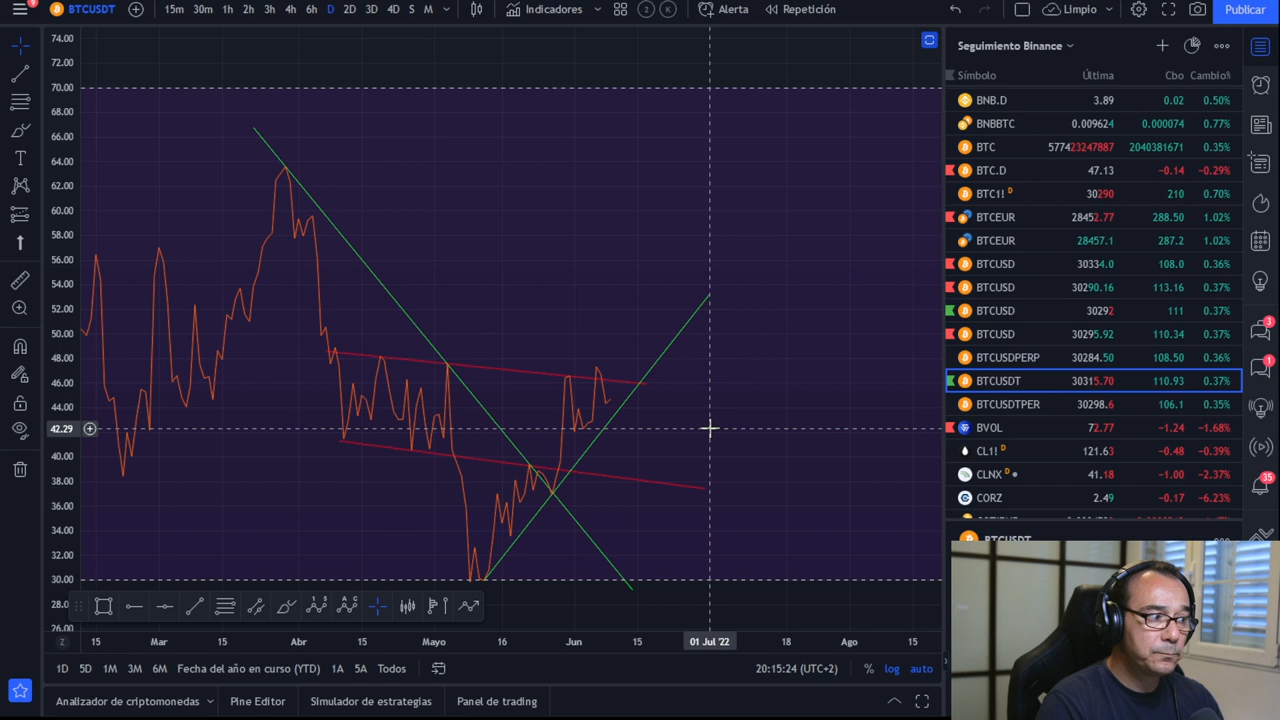 9 BTCUSDT 15m 30m 1h 2h 3h 4h 6h D 2D 3D 4D S M Indicadores 2 K Alerta Repetición Limpio Publicar
74.00
72.00
70.00
68.00
66.00
64.00
62.00
60.00
58.00
56.00
54.00
52.00
50.00
48.00
46.00
44.00
42.29
40.00
38.00
36.00
34.00
32.00
30.00
28.0
26.00
Z 15 Mar 15 Abr 15 Mayo 16 Jun 15 01 Jul '22 18 Ago 15
1D 5D 1M 3M 6M Fecha del año en curso (YTD) 1A 5A Todos 20:15:24 (UTC+2) % log auto
Analizador de criptomonedas Pine Editor Simulador de estrategias Panel de trading
Seguimiento Binance
Símbolo Última Cbo Cambio%
BNB.D 3.89 0.02 0.50%
BNBBTC 0.009624 0.000074 0.77%
BTC 57742324​7887 2040381671 0.35%
BTC.D 47.13 −0.14 −0.29%
BTC1! D 30290 210 0.70%
BTCEUR 28452.77 288.50 1.02%
BTCEUR 28457.1 287.2 1.02%
BTCUSD 30334.0 108.0 0.36%
BTCUSD 30290.16 113.16 0.37%
BTCUSD 30292 111 0.37%
BTCUSD 30295.92 110.34 0.37%
BTCUSDPERP 30284.50 108.50 0.36%
BTCUSDT 30315.70 110.93 0.37%
BTCUSDTPER 30298.6 106.1 0.35%
BVOL 72.77 −1.24 −1.68%
CL1! D 121.63 −0.48 −0.39%
CLNX D 41.18 −1.00 −2.37%
CORZ 2.49 −0.17 −6.23%
BTCUSDT
3
1
35